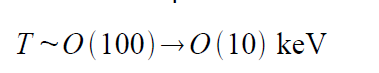 T ~ O(100) → O(10) keV